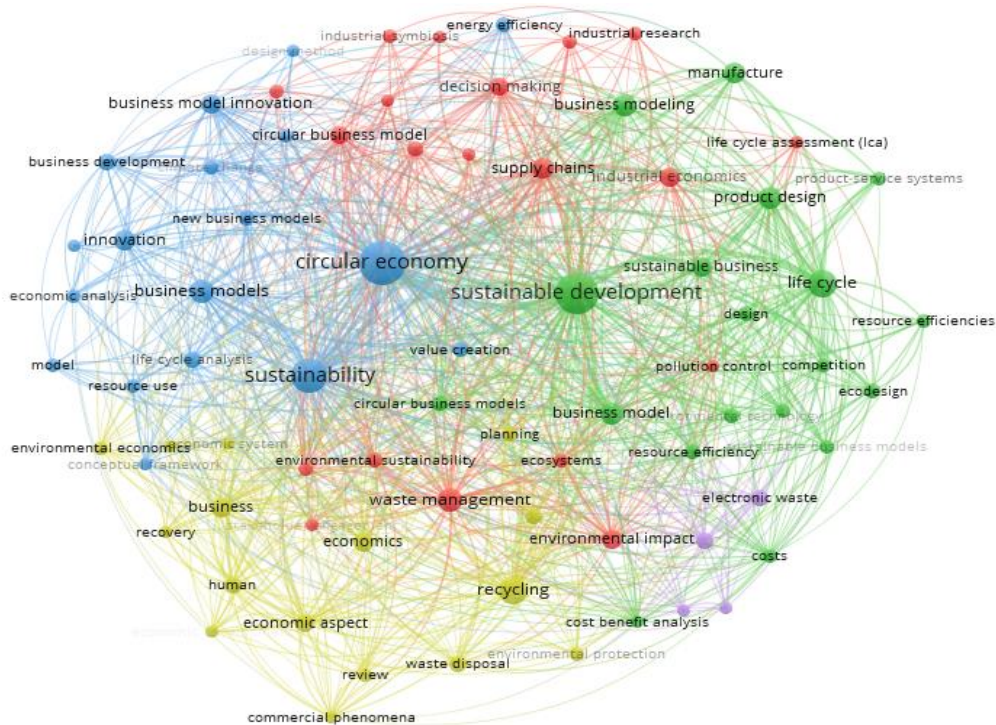 energy efficiency
industrial symbiosis
industrial research
design method
decision making
manufacture
business model innovation
business modeling
circular business model
life cycle assessment (lca)
business development
supply chains
industrial economics
product-service systems
product design
new business models
innovation
circular economy
sustainable business
sustainable development
life cycle
economic analysis
business models
design
resource efficiencies
value creation
life cycle analysis
model
sustainability
pollution control
competition
resource use
ecodesign
circular business models
business model
planning
environmental economics
economic system
resource efficiency
sustainable business models
conceptual framework
environmental sustainability
ecosystems
waste management
electronic waste
business
recovery
economics
environmental impact
costs
human
recycling
economic aspect
cost benefit analysis
environmental protection
waste disposal
review
commercial phenomena